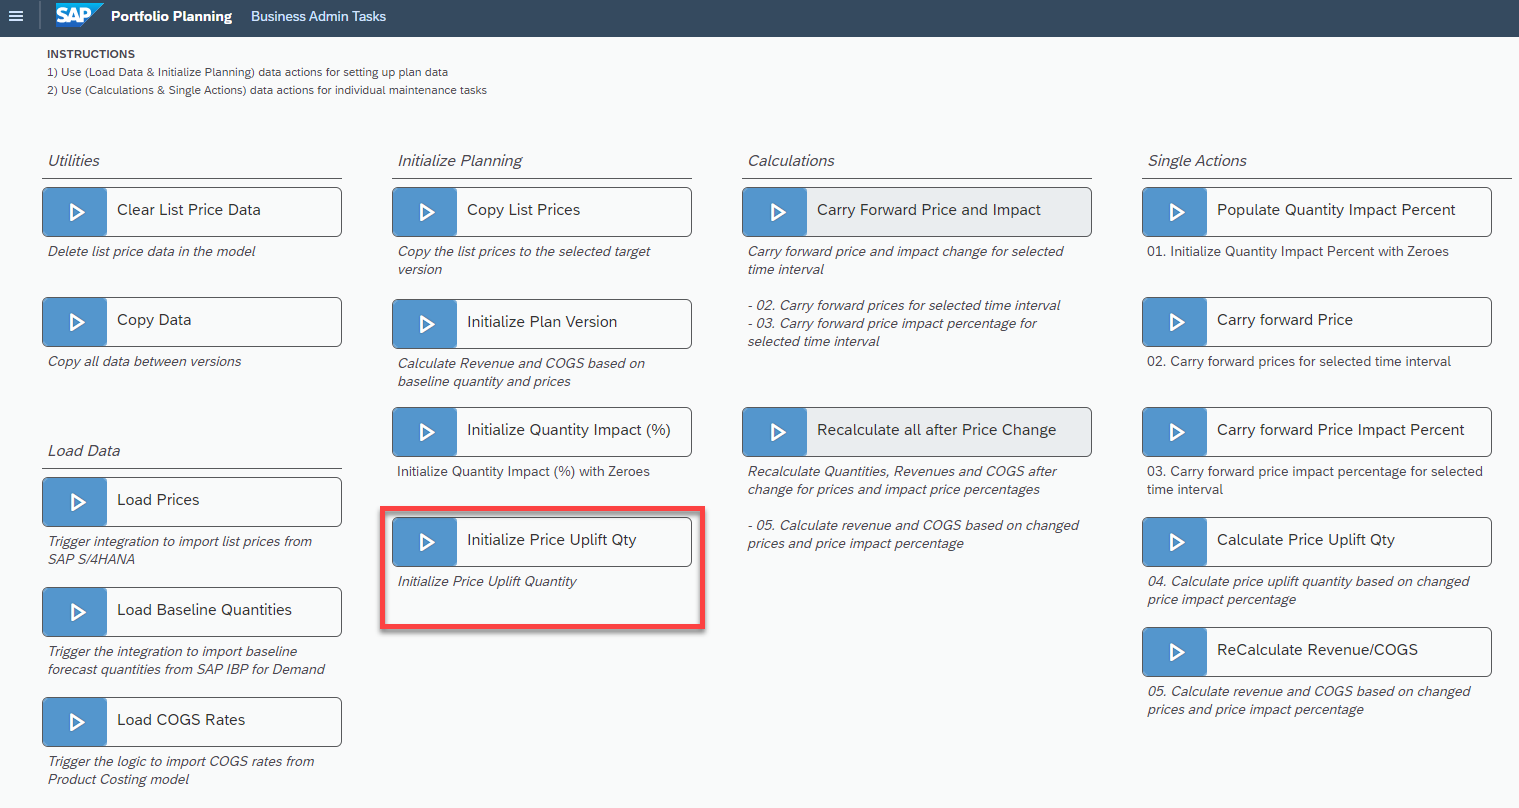 SAP Portfolio Planning Business Admin Tasks
INSTRUCTIONS
1) Use (Load Data & Initialize Planning) data actions for setting up plan data
2) Use (Calculations & Single Actions) data actions for individual maintenance tasks
Utilities
Clear List Price Data
Delete list price data in the model
Copy Data
Copy all data between versions
Load Data
Load Prices
Trigger integration to import list prices from
SAP S/4HANA
Load Baseline Quantities
Trigger the integration to import baseline
forecast quantities from SAP IBP for Demand
Load COGS Rates
Trigger the logic to import COGS rates from
Product Costing model
Initialize Planning
Copy List Prices
Copy the list prices to the selected target
version
Initialize Plan Version
Calculate Revenue and COGS based on
baseline quantity and prices
Initialize Quantity Impact (%)
Initialize Quantity Impact (%) with Zeroes
Initialize Price Uplift Qty
Initialize Price Uplift Quantity
Calculations
Carry Forward Price and Impact
Carry forward price and impact change for selected
time interval
- 02. Carry forward prices for selected time interval
- 03. Carry forward price impact percentage for
selected time interval
Recalculate all after Price Change
Recalculate Quantities, Revenues and COGS after
change for prices and impact price percentages
- 05. Calculate revenue and COGS based on changed
prices and price impact percentage
Single Actions
Populate Quantity Impact Percent
01. Initialize Quantity Impact Percent with Zeroes
Carry forward Price
02. Carry forward prices for selected time interval
Carry forward Price Impact Percent
03. Carry forward price impact percentage for selected
time interval
Calculate Price Uplift Qty
04. Calculate price uplift quantity based on changed
price impact percentage
ReCalculate Revenue/COGS
05. Calculate revenue and COGS based on changed
prices and price impact percentage